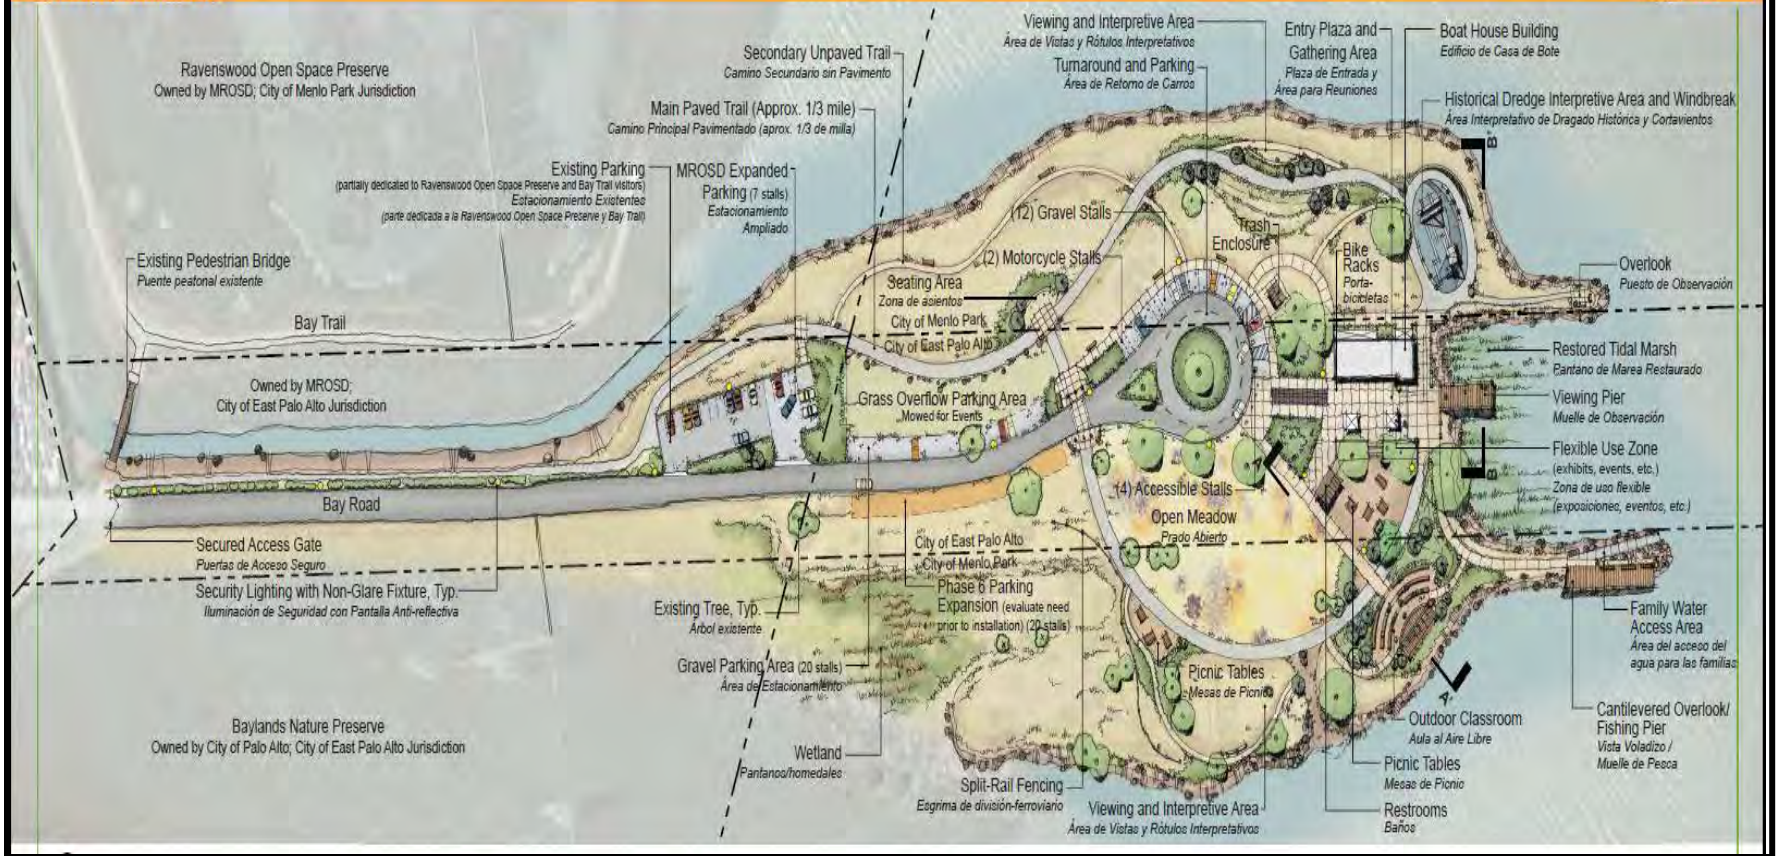 Ravenswood Open Space Preserve
Owned by MROSD; City of Menlo Park Jurisdiction
Secondary Unpaved Trail
Camino Secundario sin Pavimento
Main Paved Trail (Approx. 1/3 mile)
Camino Principal Pavimentado (aprox. 1/3 de milla)
Existing Parking
(partially dedicated to Ravenswood Open Space Preserve and Bay Trail visitors)
Estacionamiento Existentes
(parte dedicada a la Ravenswood Open Space Preserve y Bay Trail)
MROSD Expanded
Parking (7 stalls)
Estacionamiento
Ampliado
Viewing and Interpretive Area
Área de Vistas y Rótulos Interpretativos
Turnaround and Parking
Área de Retorno de Carros
Entry Plaza and
Gathering Area
Plaza de Entrada y
Área para Reuniones
Boat House Building
Edificio de Casa de Bote
Historical Dredge Interpretive Area and Windbreak
Área Interpretativo de Dragado Histórica y Cortavientos
B'
(12) Gravel Stalls
Trash
Enclosure
(2) Motorcycle Stalls
Bike
Racks
Porta-
bicicletas
Seating Area
Zona de asientos
City of Menlo Park
City of East Palo Alto
Existing Pedestrian Bridge
Puente peatonal existente
Bay Trail
Owned by MROSD;
City of East Palo Alto Jurisdiction
Grass Overflow Parking Area
Mowed for Events
Overlook
Puesto de Observación
Restored Tidal Marsh
Pantano de Marea Restaurado
Viewing Pier
Muelle de Observación
Flexible Use Zone
(exhibits, events, etc.)
Zona de uso flexible
(exposiciones, eventos, etc.)
B
A
(4) Accessible Stalls
Open Meadow
Prado Abierto
Bay Road
Secured Access Gate
Puertas de Acceso Seguro
Security Lighting with Non-Glare Fixture, Typ.
Iluminación de Seguridad con Pantalla Anti-reflectiva
City of East Palo Alto
City of Menlo Park
Phase 6 Parking
Expansion (evaluate need
prior to installation) (20 stalls)
Existing Tree, Typ.
Arbol existente
Gravel Parking Area (20 stalls)
Área de Estacionamiento
Picnic Tables
Mesas de Picnic
Family Water
Access Area
Área del acceso del
agua para las familias
A'
Baylands Nature Preserve
Owned by City of Palo Alto; City of East Palo Alto Jurisdiction
Wetland
Pantanos/homedales
Split-Rail Fencing
Esgrima de división-ferroviario
Viewing and Interpretive Area
Área de Vistas y Rótulos Interpretativos
Outdoor Classroom
Aula al Aire Libre
Picnic Tables
Mesas de Picnic
Restrooms
Baños
Cantilevered Overlook/
Fishing Pier
Vista Voladizo /
Muelle de Pesca